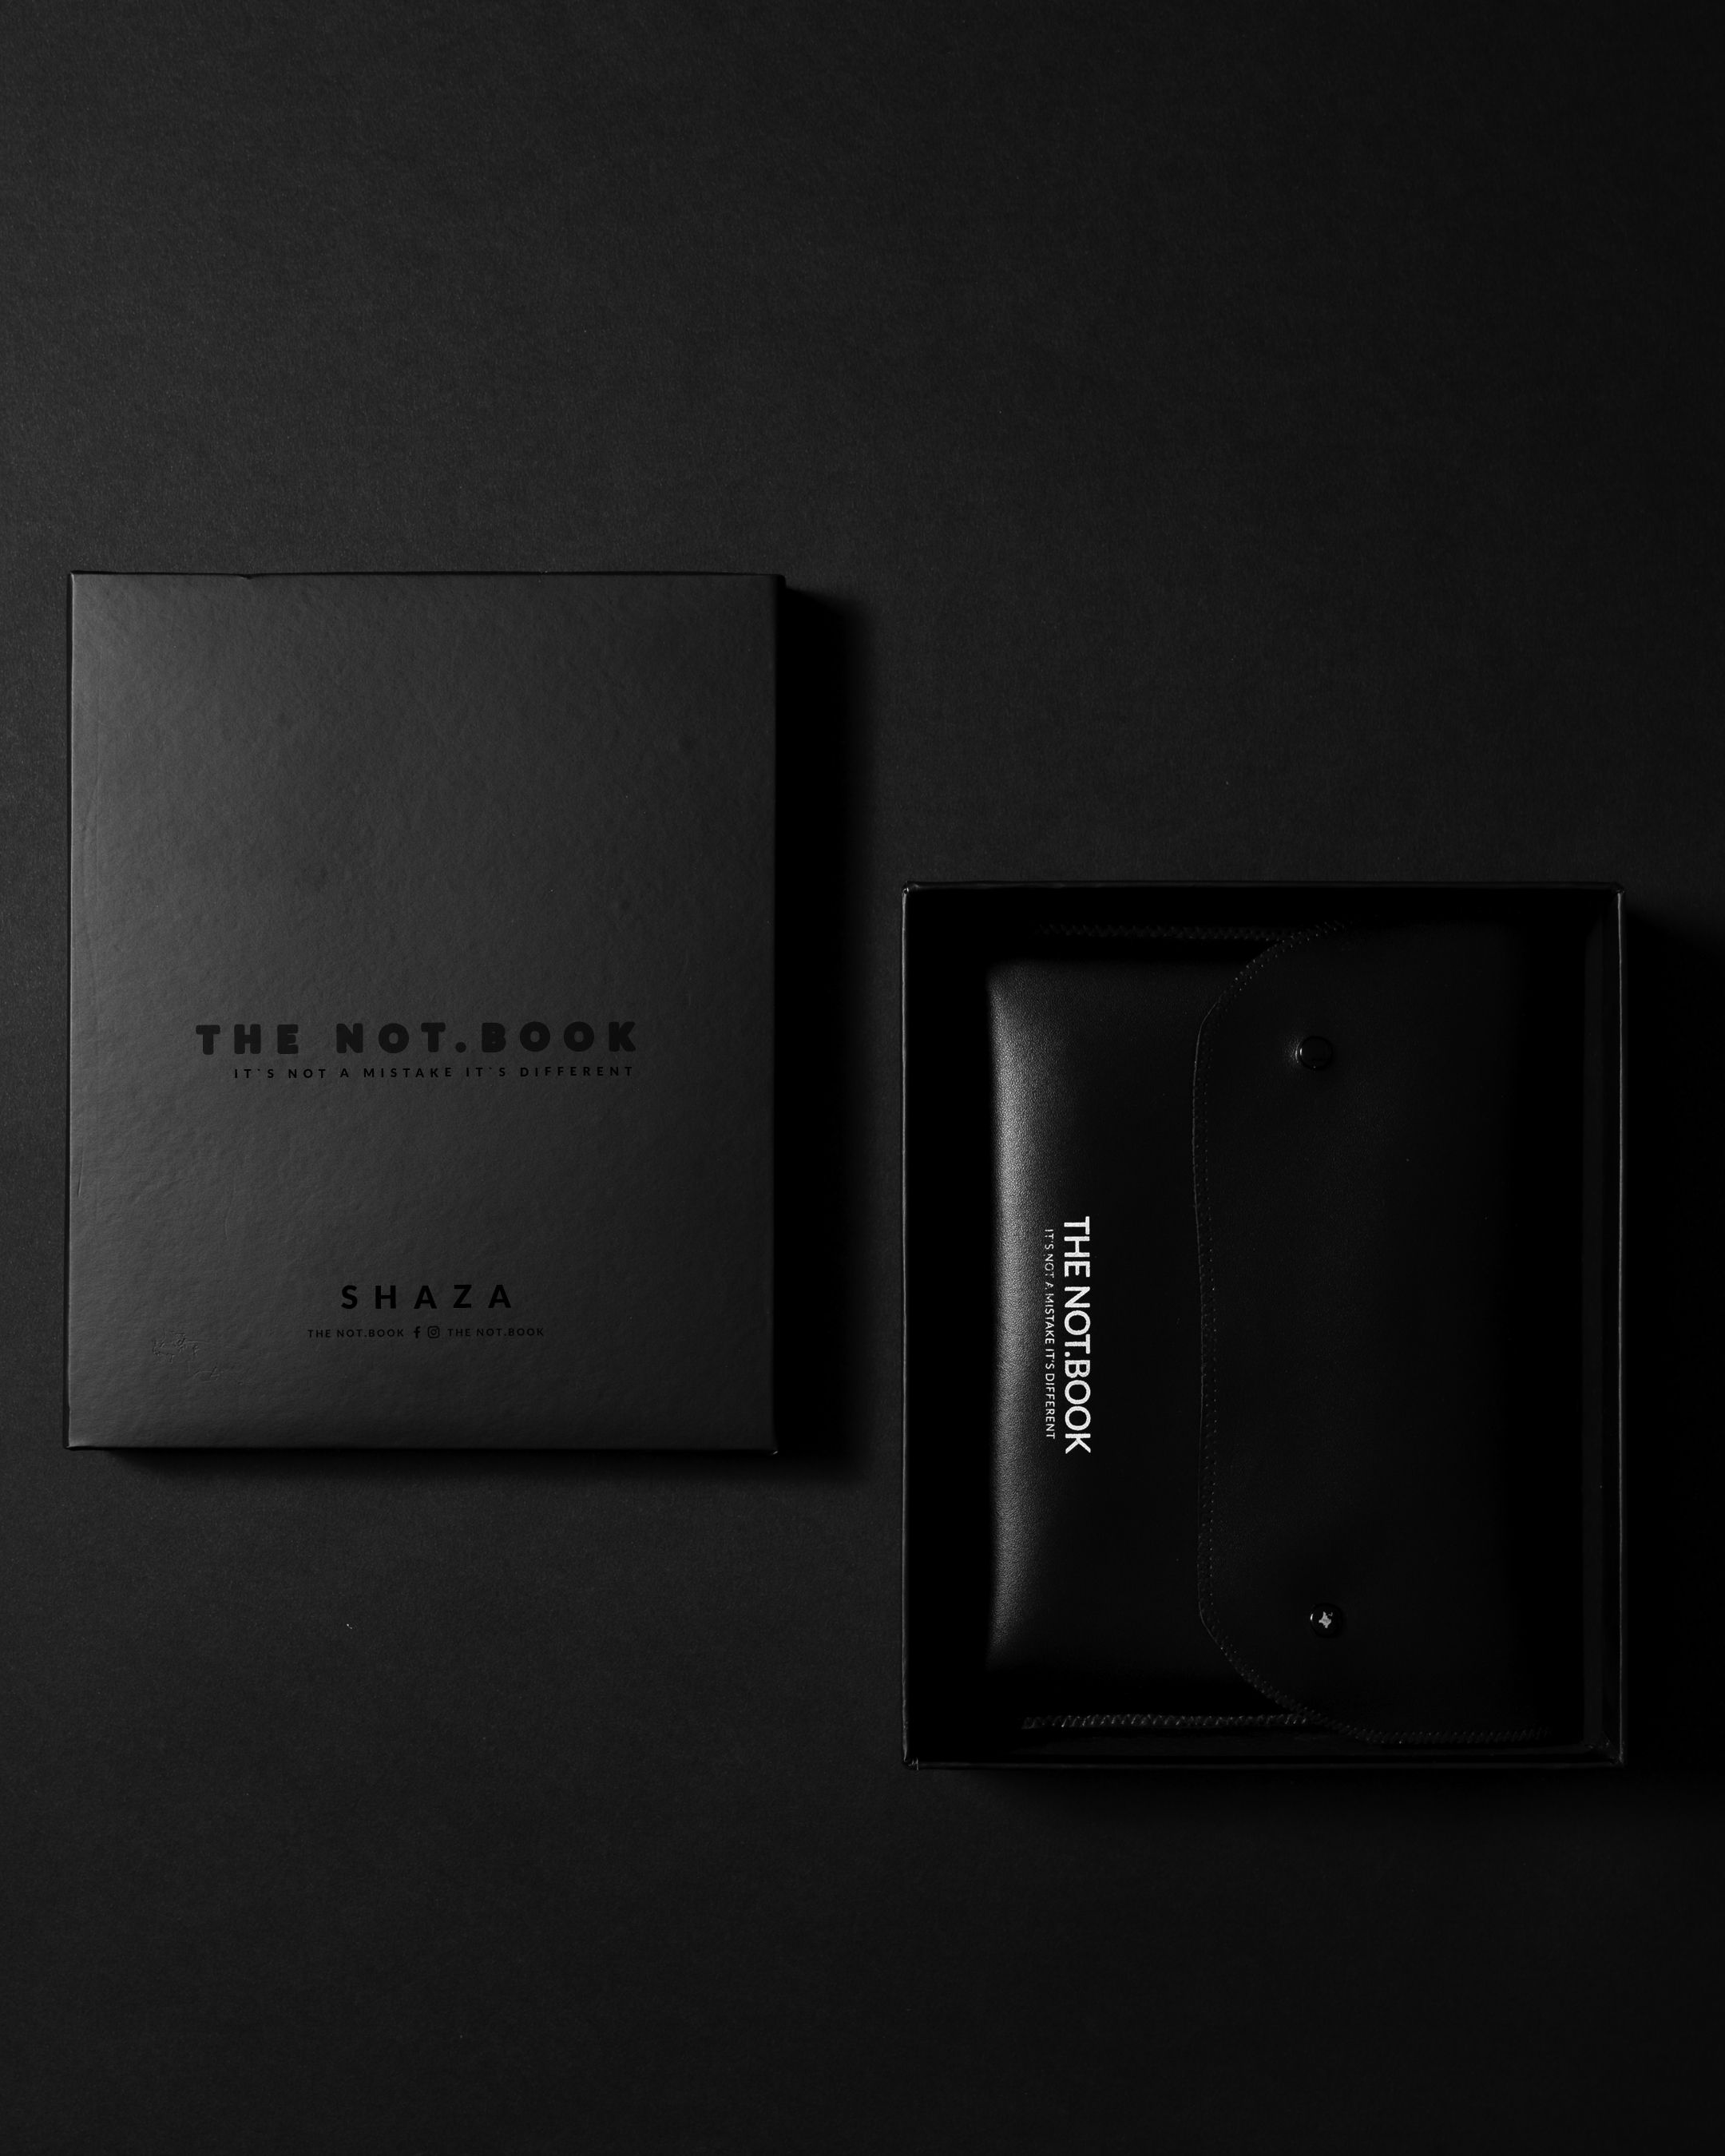 THE NOT.BOOK
IT`S NOT A MISTAKE IT`S DIFFERENT
SHAZA
THE NOT.BOOK THE NOT.BOOK
THE NOT.BOOK
IT'S NOT A MISTAKE IT'S DIFFERENT